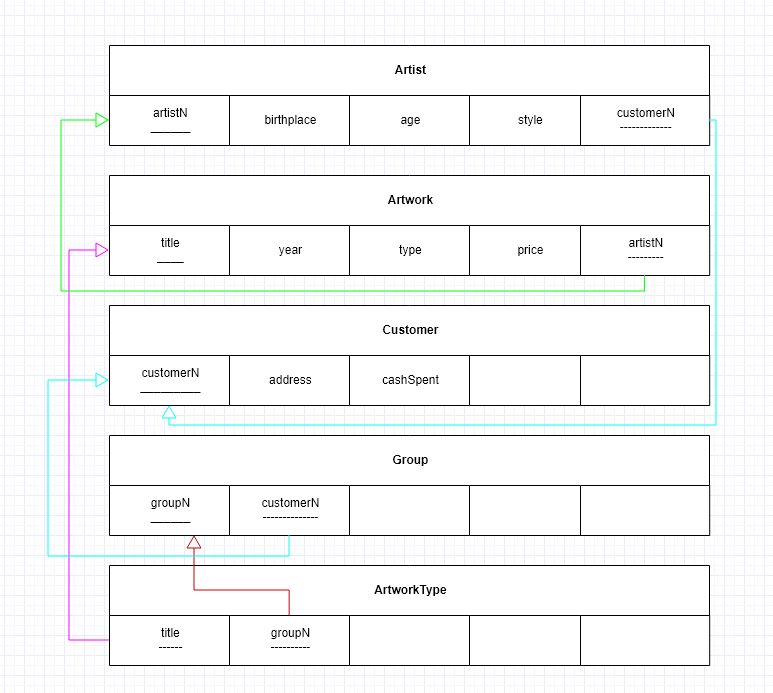 Artist
artistN birthplace age style customerN
Artwork
title year type price artistN
Customer
customerN address cashSpent
Group
groupN customerN
ArtworkType
title groupN